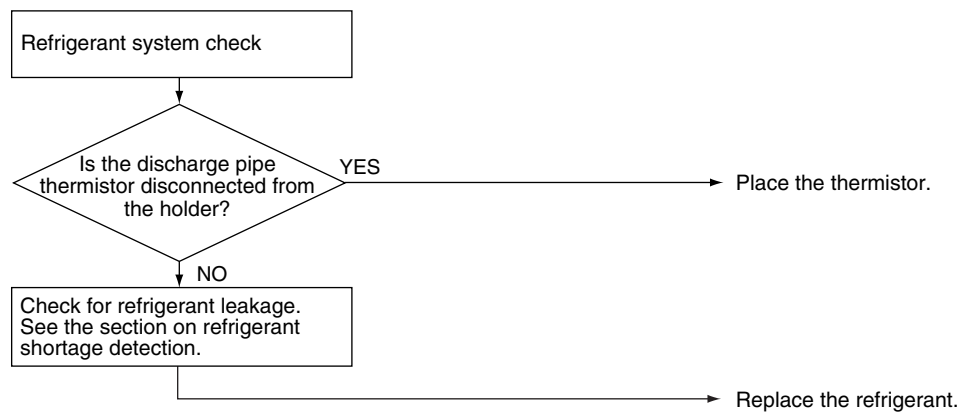 Refrigerant system check
Is the discharge pipe
thermistor disconnected from
the holder?
YES
Place the thermistor.
NO
Check for refrigerant leakage.
See the section on refrigerant
shortage detection.
Replace the refrigerant.